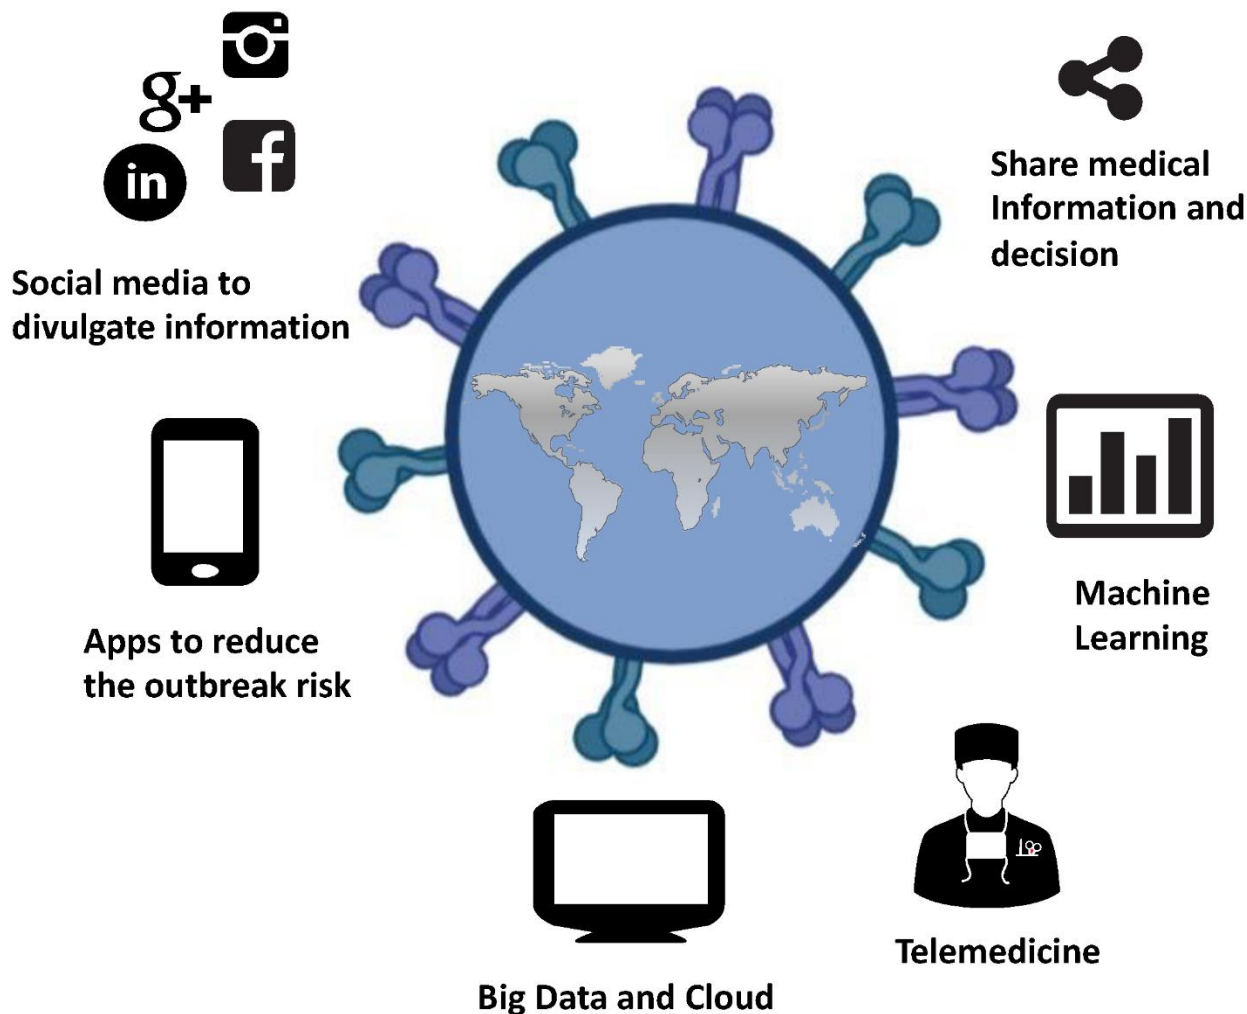 g+
in
f
Social media to
divulgate information
Share medical
Information and
decision
Apps to reduce
the outbreak risk
Machine
Learning
Telemedicine
Big Data and Cloud